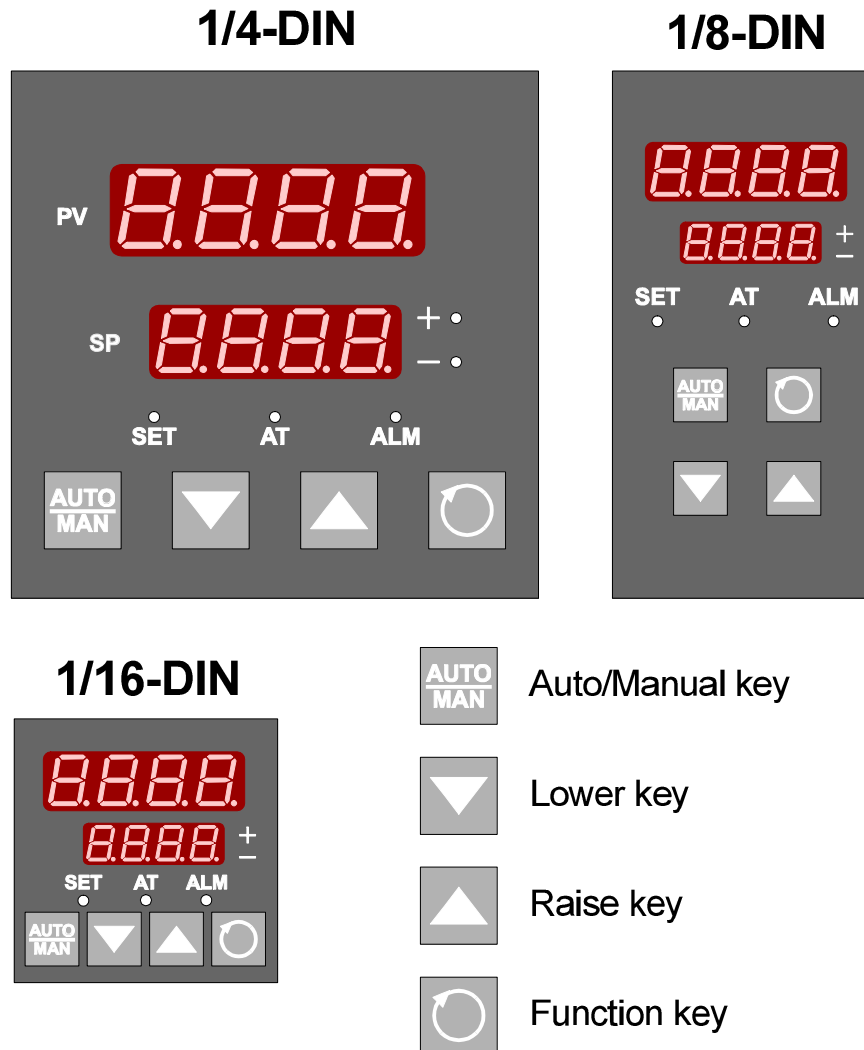 1/4-DIN
PV
SP
+
−
SET AT ALM
AUTO
MAN
1/8-DIN
+
−
SET AT ALM
AUTO
MAN
1/16-DIN
+
−
SET AT ALM
AUTO
MAN
AUTO
MAN
Auto/Manual key
Lower key
Raise key
Function key